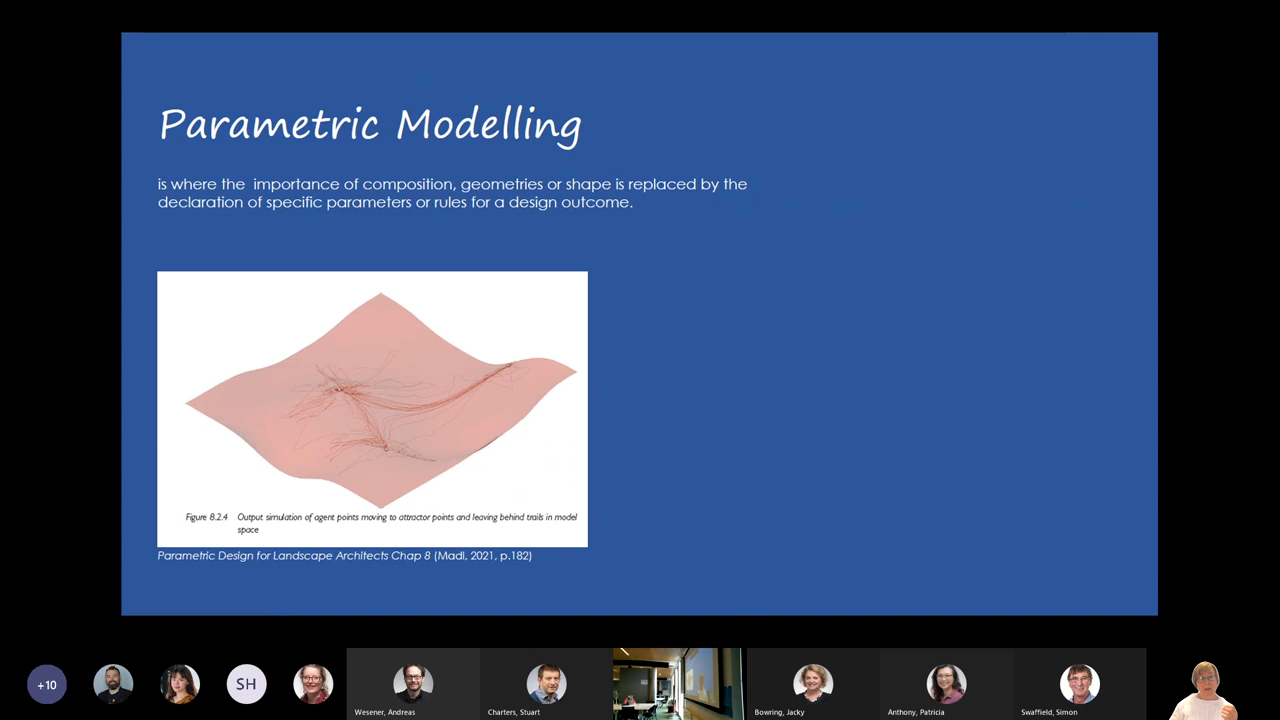 Parametric Modelling
is where the  importance of composition, geometries or shape is replaced by the
declaration of specific parameters or rules for a design outcome.
Figure 8.2.4 Output simulation of agent points moving to attractor points and leaving behind trails in model
space
Parametric Design for Landscape Architects Chap 8 (Madl, 2021, p.182)
+10
SH
Wesener, Andreas
Charters, Stuart
Bowring, Jacky
Anthony, Patricia
Swaffield, Simon